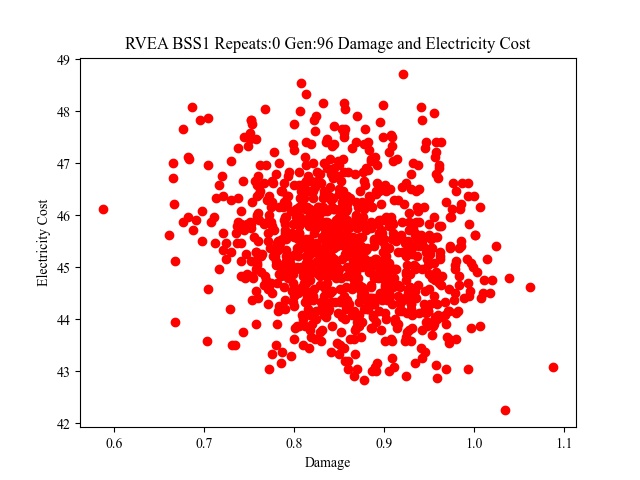 RVEA BSS1 Repeats:0 Gen:96 Damage and Electricity Cost
49
48
47
46
45
44
43
42
Electricity Cost
0.6 0.7 0.8 0.9 1.0 1.1
Damage